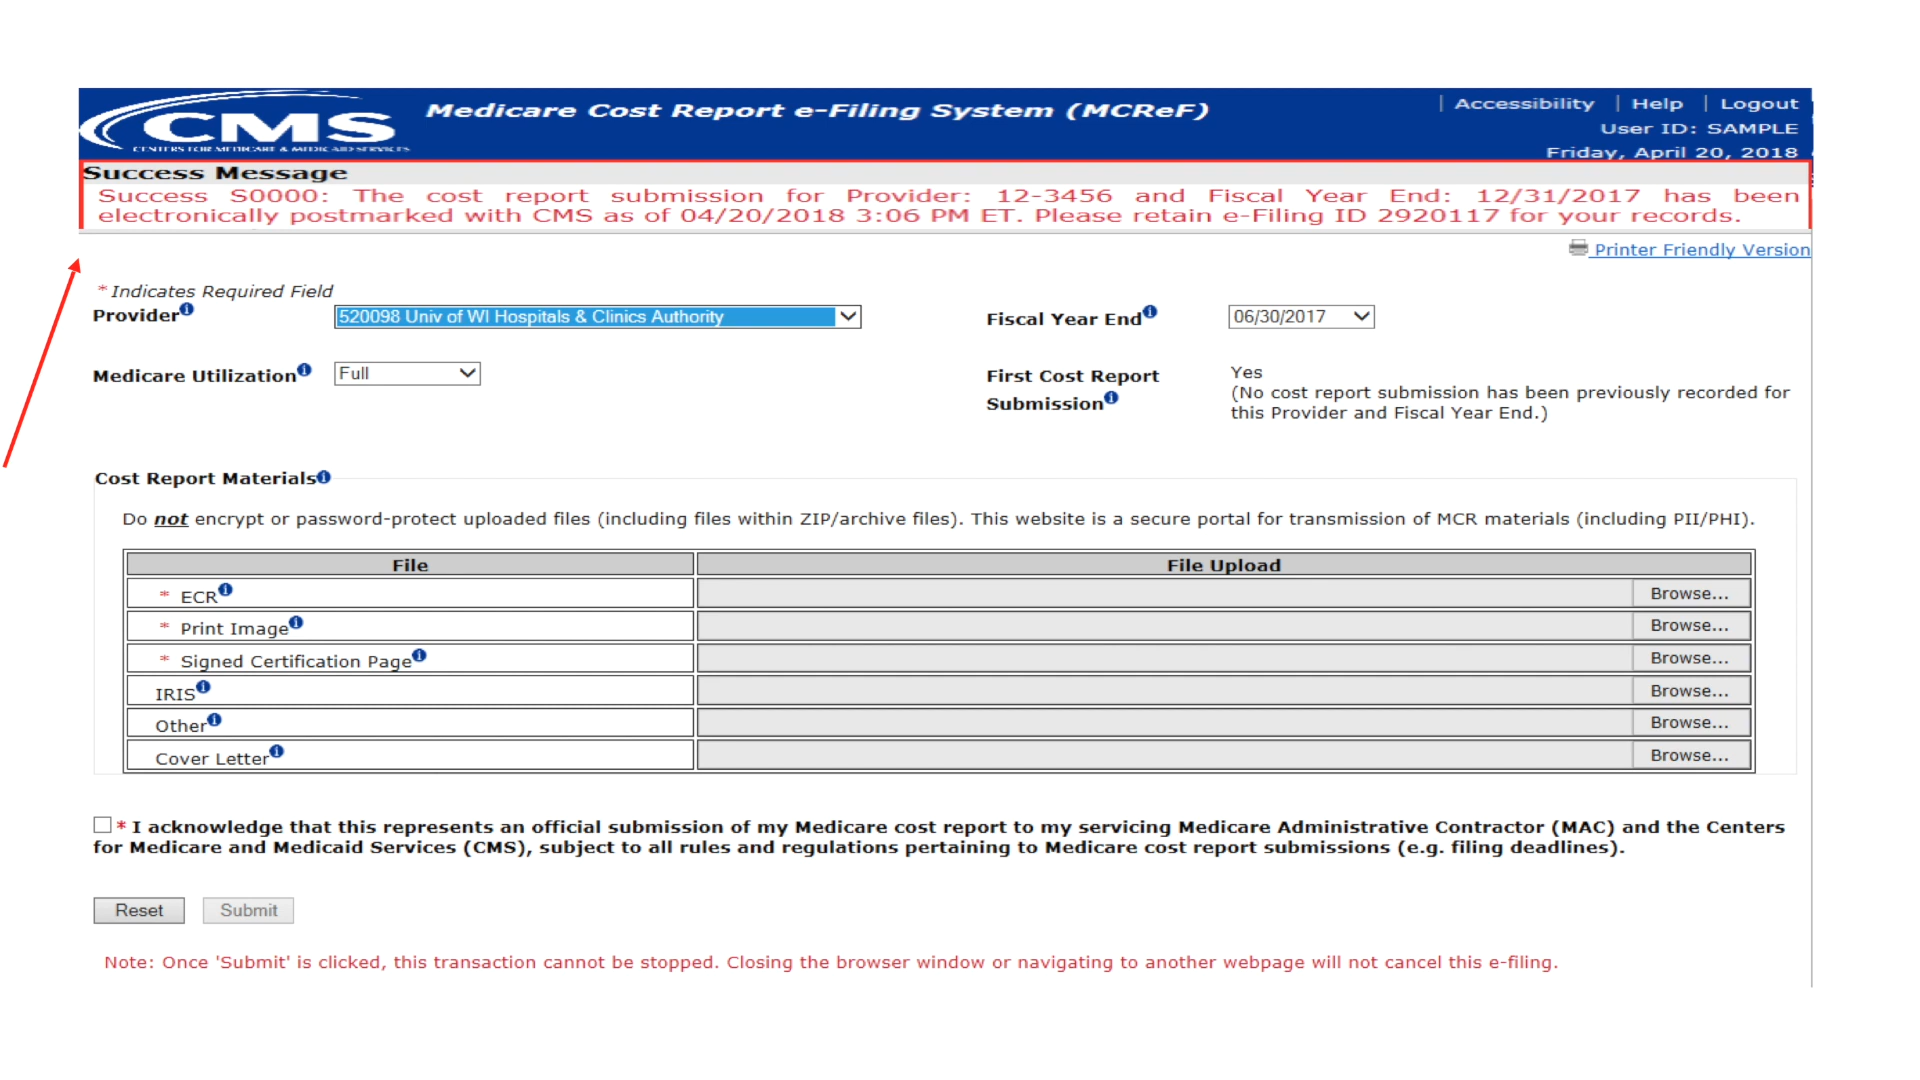 CMS
CENTERS FOR MEDICARE & MEDICAID SERVICES
Medicare Cost Report e-Filing System (MCReF)
| Accessibility | Help | Logout
User ID: SAMPLE
Friday, April 20, 2018
Success Message
Success S0000: The cost report submission for Provider: 12-3456 and Fiscal Year End: 12/31/2017 has been
electronically postmarked with CMS as of 04/20/2018 3:06 PM ET. Please retain e-Filing ID 2920117 for your records.
Printer Friendly Version
* Indicates Required Field
Provider 520098 Univ of WI Hospitals & Clinics Authority
Fiscal Year End 06/30/2017
Medicare Utilization Full
First Cost Report
Submission
Yes
(No cost report submission has been previously recorded for
this Provider and Fiscal Year End.)
Cost Report Materials
Do not encrypt or password-protect uploaded files (including files within ZIP/archive files). This website is a secure portal for transmission of MCR materials (including PII/PHI).
File File Upload
* ECR Browse...
* Print Image Browse...
* Signed Certification Page Browse...
IRIS Browse...
Other Browse...
Cover Letter Browse...
* I acknowledge that this represents an official submission of my Medicare cost report to my servicing Medicare Administrative Contractor (MAC) and the Centers
for Medicare and Medicaid Services (CMS), subject to all rules and regulations pertaining to Medicare cost report submissions (e.g. filing deadlines).
Reset Submit
Note: Once 'Submit' is clicked, this transaction cannot be stopped. Closing the browser window or navigating to another webpage will not cancel this e-filing.